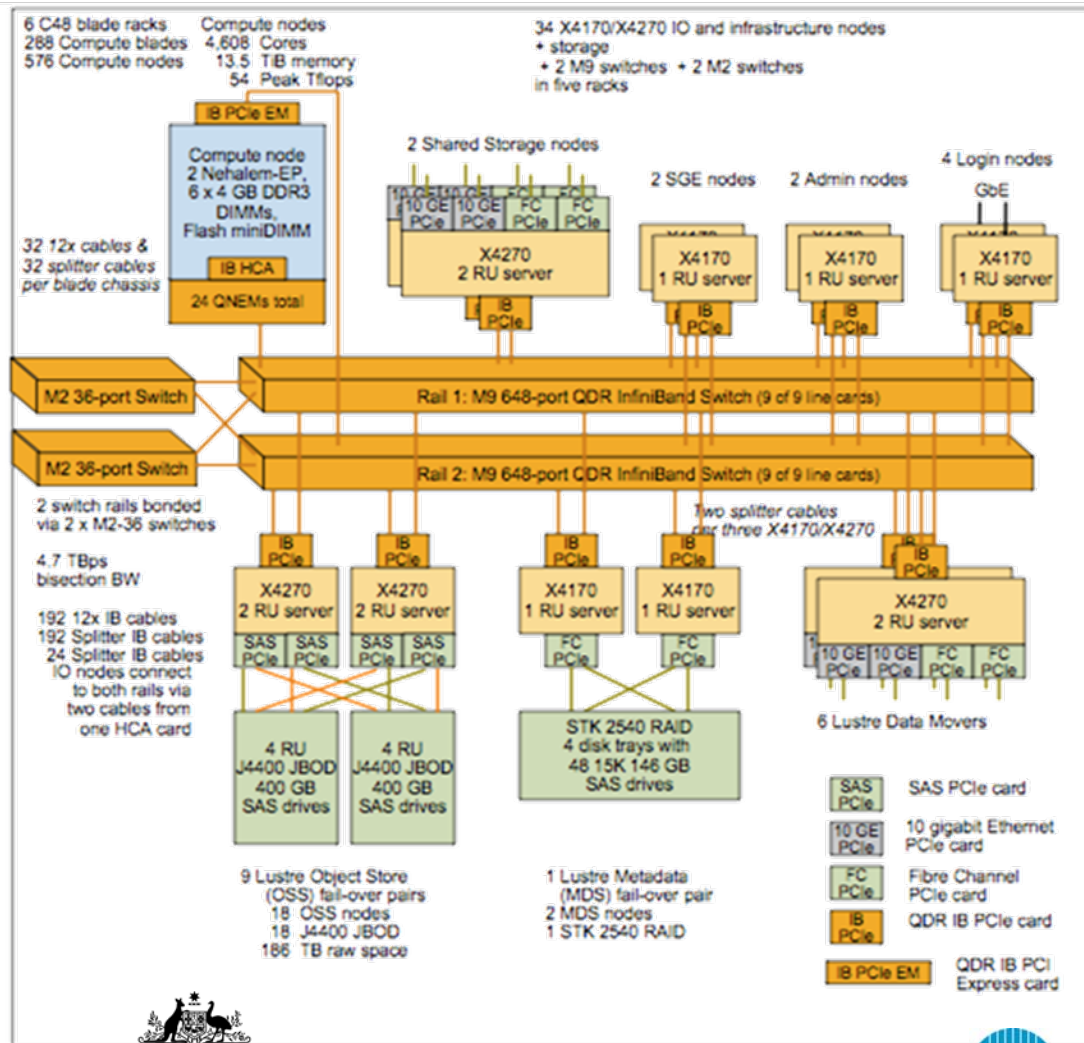 6 C48 blade racks
288 Compute blades
576 Compute nodes
Compute nodes
4,608 Cores
13.5 TiB memory
54 Peak Tflops
34 X4170/X4270 IO and infrastructure nodes
+ storage
+ 2 M9 switches + 2 M2 switches
in five racks
IB PCIe EM
Compute node
2 Nehalem-EP,
6 x 4 GB DDR3
DIMMs,
Flash miniDIMM
IB HCA
24 QNEMs total
32 12x cables &
32 splitter cables
per blade chassis
2 Shared Storage nodes
10 GE
10 GE
FC
FC
10 GE
PCIe
10 GE
PCIe
FC
PCIe
FC
PCIe
X4270
2 RU server
IB
PCIe
2 SGE nodes
X4170
X4170
1 RU server
IB
PCIe
2 Admin nodes
X4170
X4170
1 RU server
IB
PCIe
4 Login nodes
GbE
X4170
X4170
1 RU server
IB
PCIe
M2 36-port Switch
Rail 1: M9 648-port QDR InfiniBand Switch (9 of 9 line cards)
M2 36-port Switch
Rail 2: M9 648-port QDR InfiniBand Switch (9 of 9 line cards)
2 switch rails bonded
via 2 x M2-36 switches
4.7 TBps
bisection BW
192 12x IB cables
192 Splitter IB cables
24 Splitter IB cables
IO nodes connect
to both rails via
two cables from
one HCA card
Two splitter cables
per three X4170/X4270
IB
PCIe
X4270
2 RU server
SAS
PCIe
SAS
PCIe
IB
PCIe
X4270
2 RU server
SAS
PCIe
SAS
PCIe
IB
PCIe
X4170
1 RU server
FC
PCIe
IB
PCIe
X4170
1 RU server
FC
PCIe
IB
IB
IB
PCIe
X4270
2 RU server
10 GE
PCIe
10 GE
PCIe
FC
PCIe
FC
PCIe
6 Lustre Data Movers
4 RU
J4400 JBOD
400 GB
SAS drives
4 RU
J4400 JBOD
400 GB
SAS drives
STK 2540 RAID
4 disk trays with
48 15K 146 GB
SAS drives
9 Lustre Object Store
(OSS) fail-over pairs
18 OSS nodes
18 J4400 JBOD
186 TB raw space
1 Lustre Metadata
(MDS) fail-over pair
2 MDS nodes
1 STK 2540 RAID
SAS
PCIe
SAS PCIe card
10 GE
PCIe
10 gigabit Ethernet
PCIe card
FC
PCIe
Fibre Channel
PCIe card
IB
PCIe
QDR IB PCIe card
IB PCIe EM
QDR IB PCI
Express card